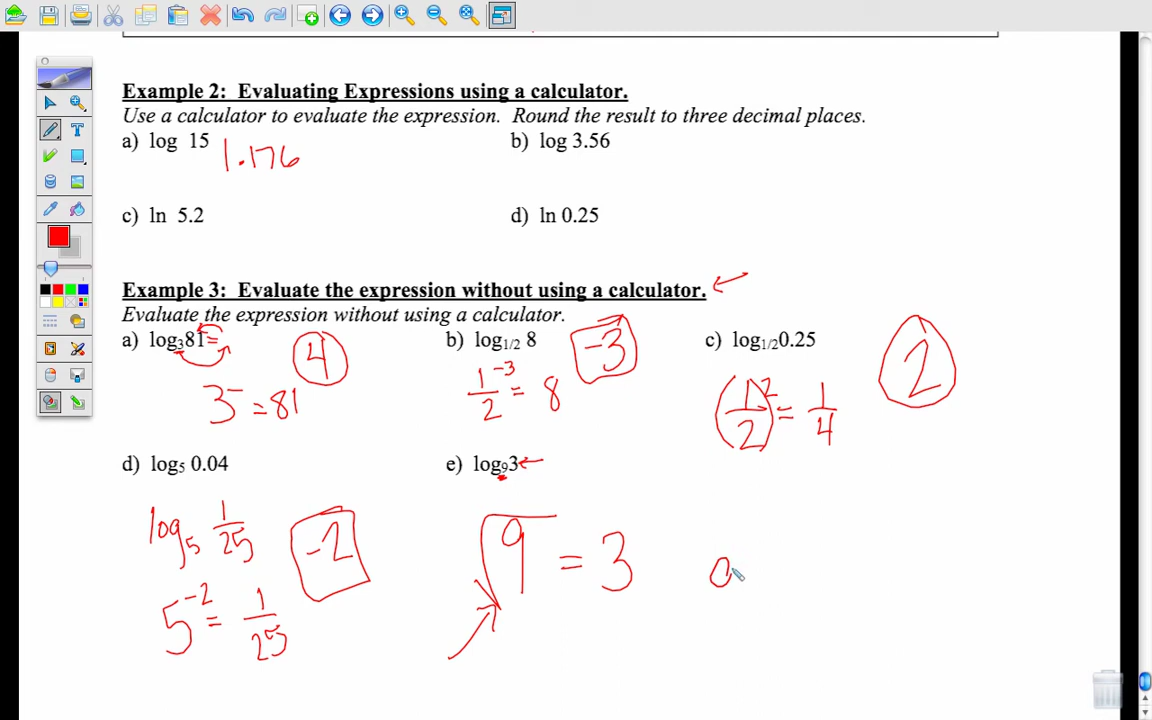 Example 2: Evaluating Expressions using a calculator.
Use a calculator to evaluate the expression. Round the result to three decimal places.
a) log 15 1.176
b) log 3.56
c) ln 5.2
d) ln 0.25
Example 3: Evaluate the expression without using a calculator.
Evaluate the expression without using a calculator.
a) log₃81= 4
3 = 81
b) log₁/₂ 8 -3
1/2 ⁻³ = 8
c) log₁/₂0.25 2
(1/2)² = 1/4
d) log₅ 0.04
log₅ 1/25 -2
5⁻² = 1/25
e) log₉3
√9 = 3